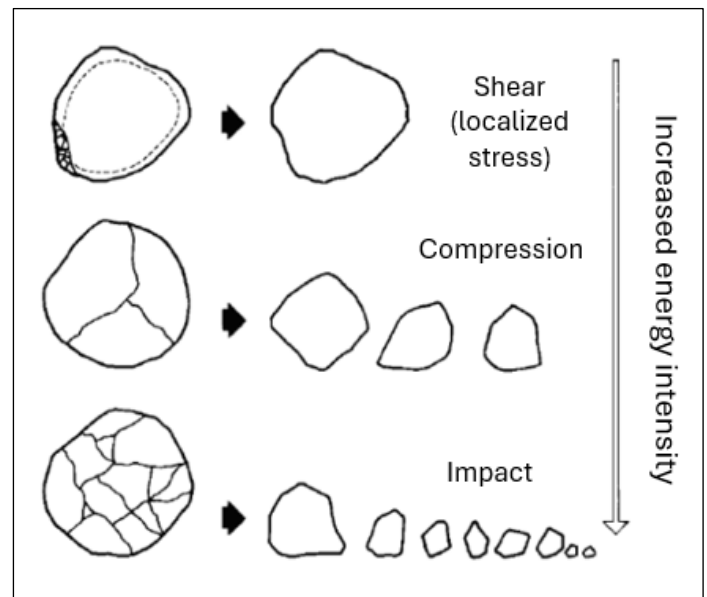 Shear
(localized
stress)
Compression
Impact
Increased energy intensity